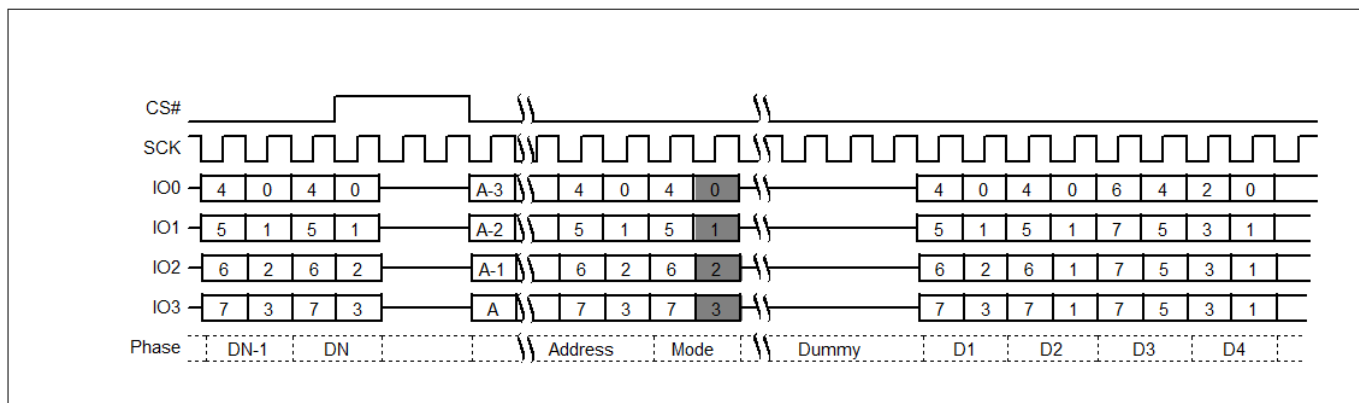 CS#
SCK
IO0 4 0 4 0 A-3 4 0 4 0 4 0 4 0 6 4 2 0
IO1 5 1 5 1 A-2 5 1 5 1 5 1 5 1 7 5 3 1
IO2 6 2 6 2 A-1 6 2 6 2 6 2 6 1 7 5 3 1
IO3 7 3 7 3 A 7 3 7 3 7 3 7 1 7 5 3 1
Phase DN-1 DN Address Mode Dummy D1 D2 D3 D4